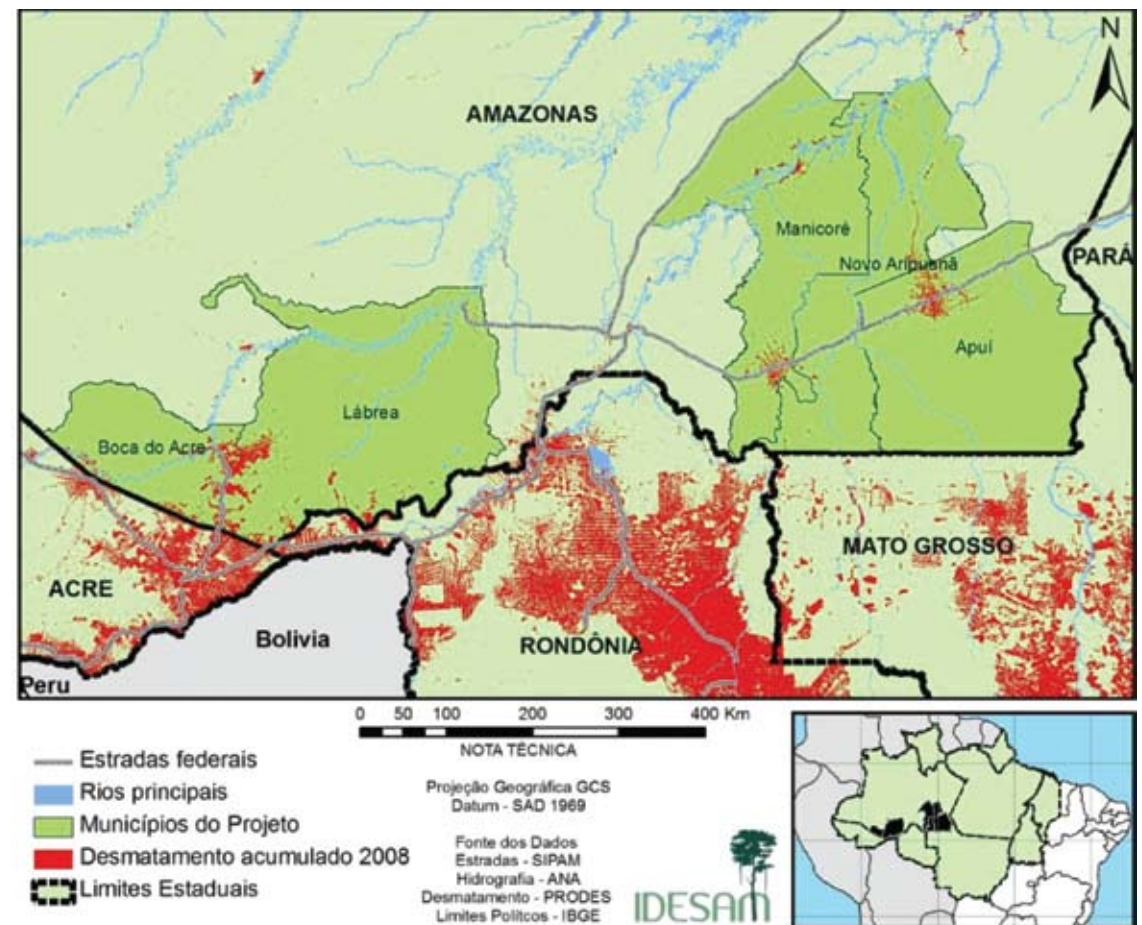 N
AMAZONAS
Manicoré
Novo Aripuanã
PARÁ
Apuí
Lábrea
Boca do Acre
MATO GROSSO
ACRE
Bolivia
RONDÔNIA
Peru
0 50 100 200 300 400 Km
NOTA TÉCNICA
Estradas federais
Rios principais
Municípios do Projeto
Desmatamento acumulado 2008
Limites Estaduais
Projeção Geográfica GCS
Datum - SAD 1969
Fonte dos Dados
Estradas - SIPAM
Hidrografia - ANA
Desmatamento - PRODES
Limites Polítcos - IBGE
IDESAM